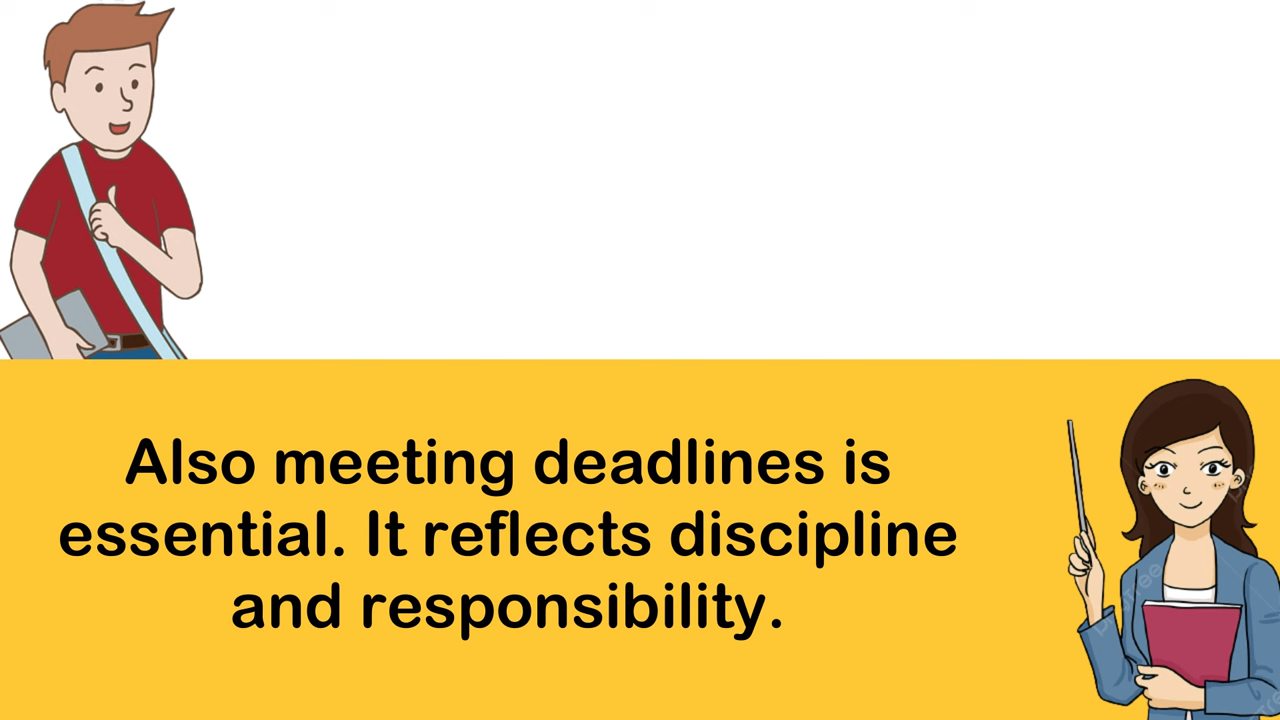 Also meeting deadlines is
essential. It reflects discipline
and responsibility.